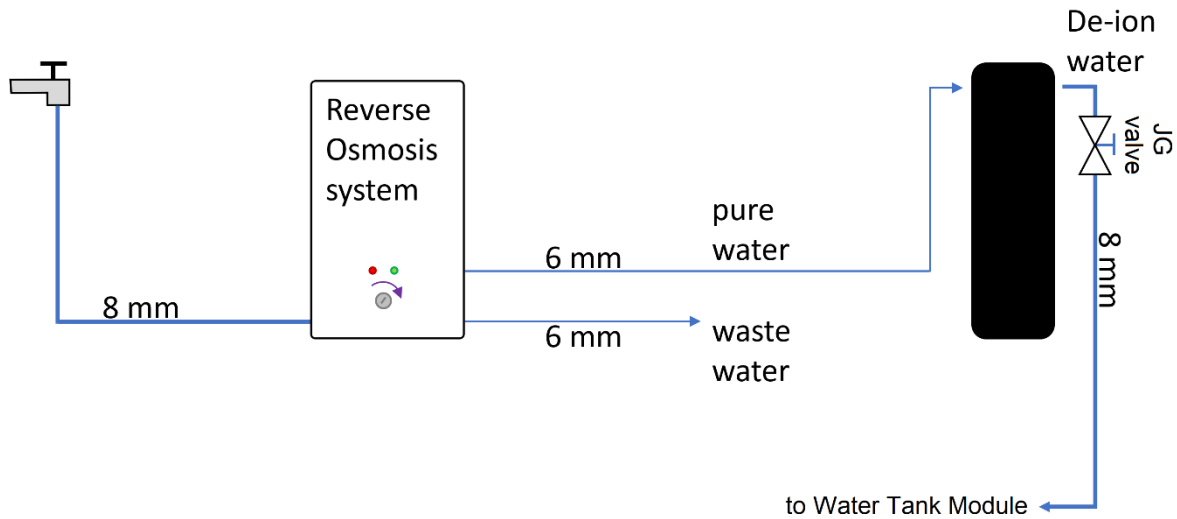 De-ion
water
Reverse
Osmosis
system
JG
valve
pure
water
6 mm
8 mm
8 mm
6 mm
waste
water
to Water Tank Module